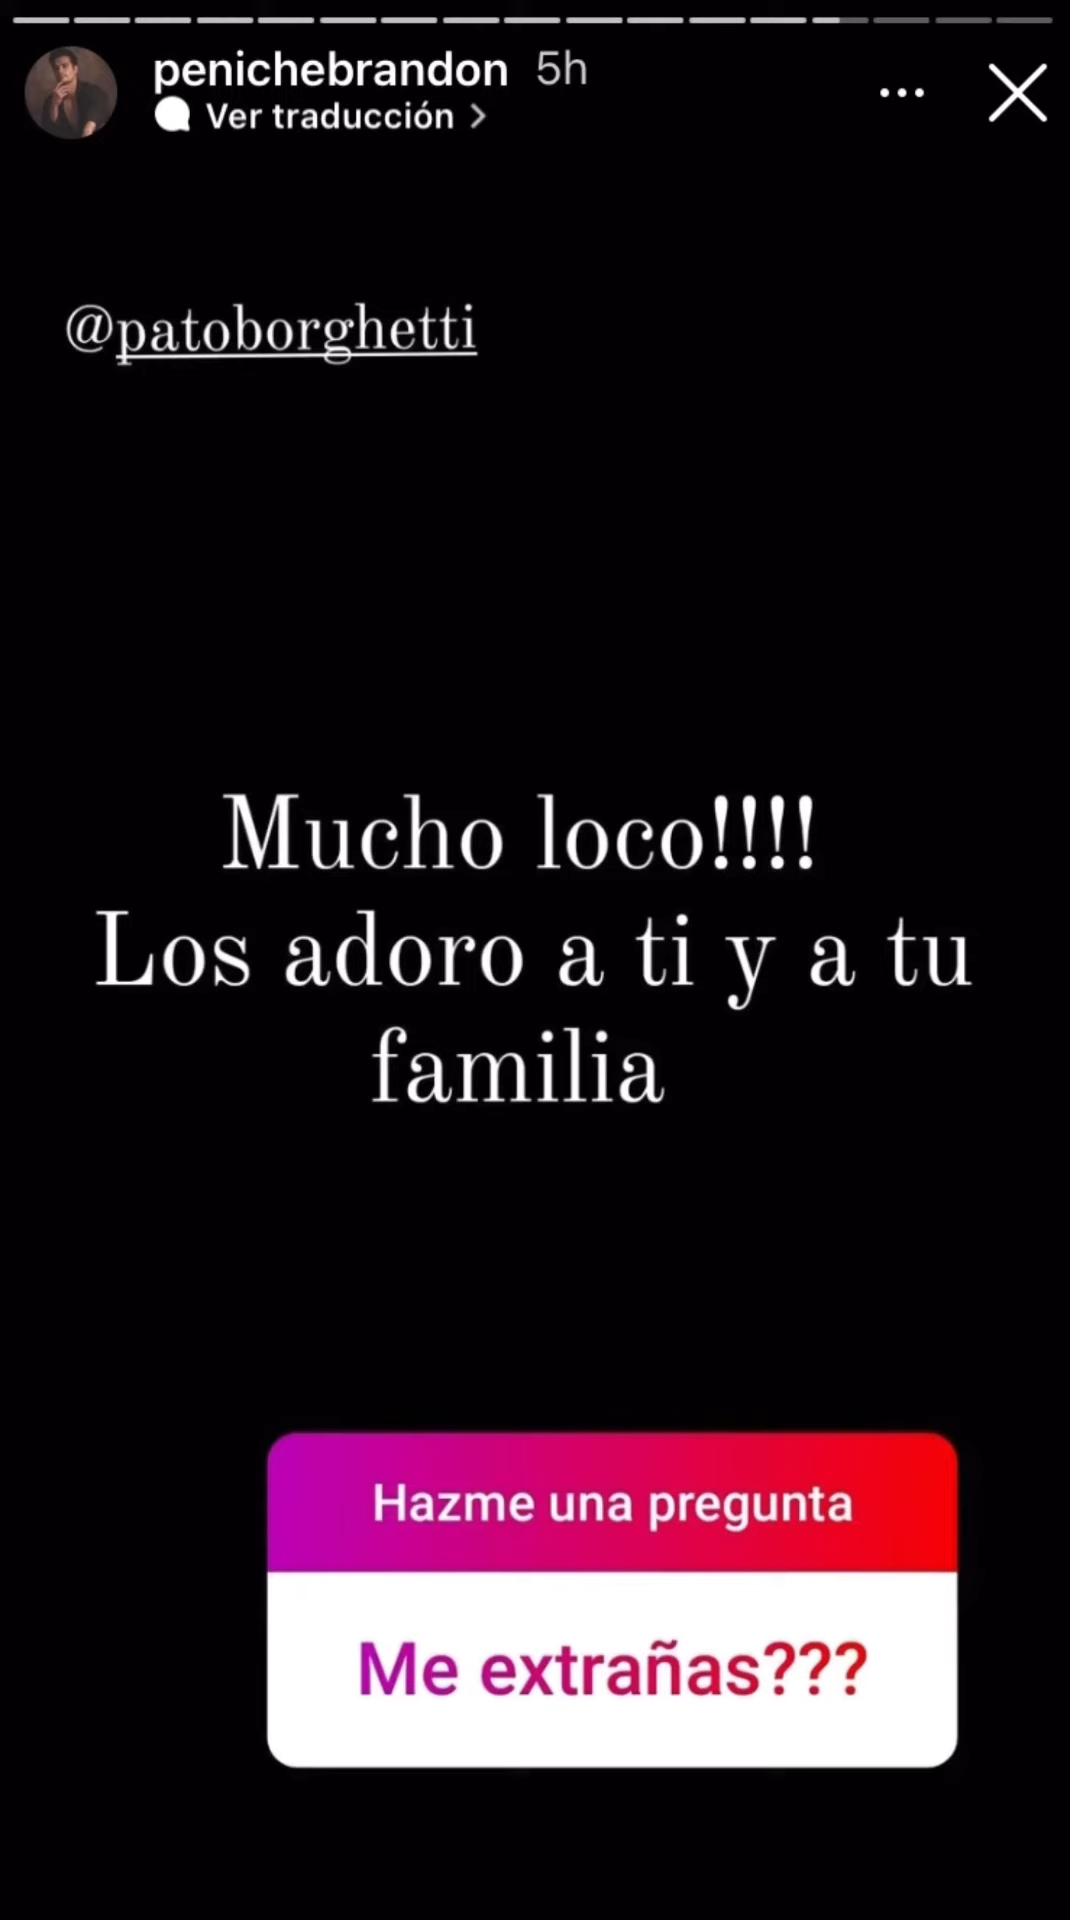 penichebrandon 5h
Ver traducción >
@patoborghetti
Mucho loco!!!!
Los adoro a ti y a tu
familia
Hazme una pregunta
Me extrañas???